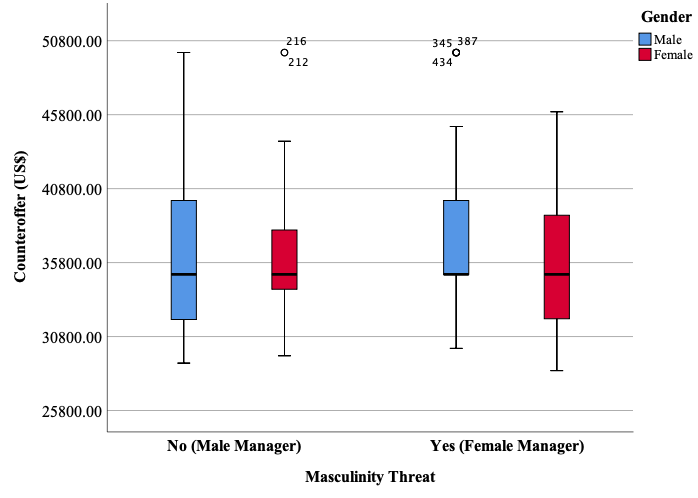 Gender
Male
Female
50800.00
45800.00
40800.00
35800.00
30800.00
25800.00
Counteroffer (US$)
216
212
345 387
434
No (Male Manager)
Yes (Female Manager)
Masculinity Threat